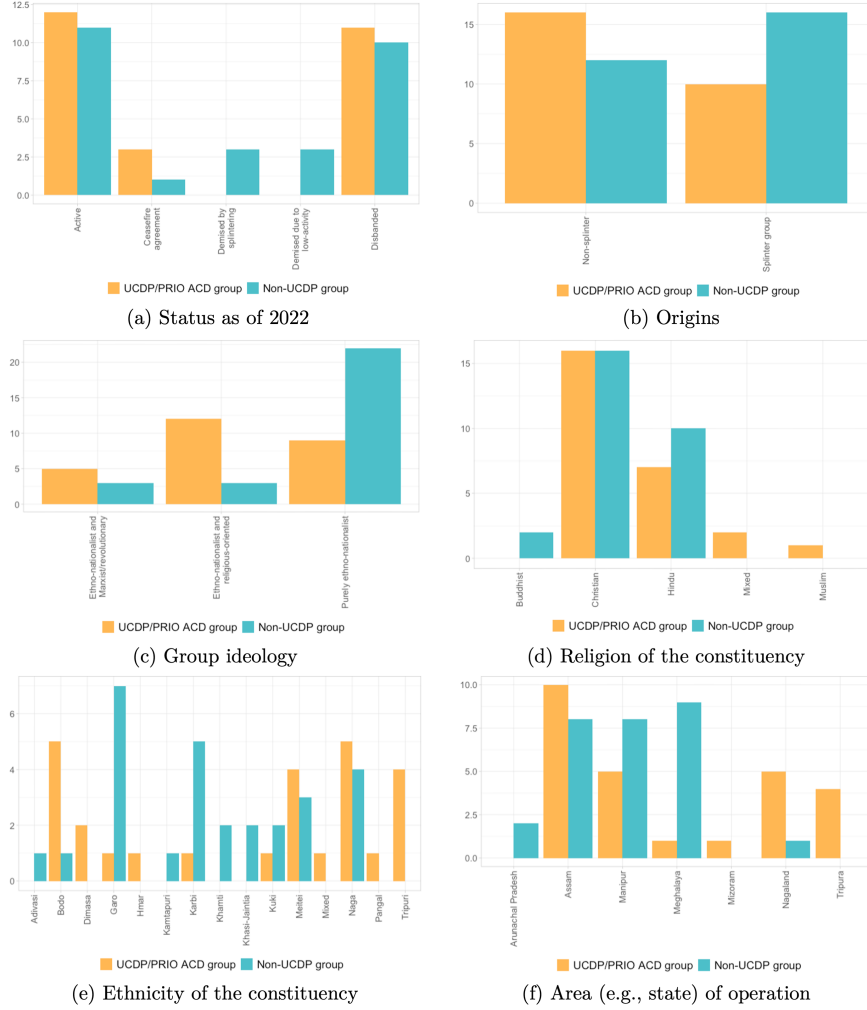 12.5
10.0
7.5
5.0
2.5
0.0
Active
Ceasefire
agreement
Demised by
splintering
Demised due to
low-activity
Disbanded
UCDP/PRIO ACD group Non-UCDP group
(a) Status as of 2022
15
10
5
0
Non-splinter
Splinter group
UCDP/PRIO ACD group Non-UCDP group
(b) Origins
20
15
10
5
0
Ethno-nationalist and
Marxist/revolutionary
Ethno-nationalist and
religious-oriented
Purely ethno-nationalist
UCDP/PRIO ACD group Non-UCDP group
(c) Group ideology
15
10
5
0
Buddhist
Christian
Hindu
Mixed
Muslim
UCDP/PRIO ACD group Non-UCDP group
(d) Religion of the constituency
6
4
2
0
Adivasi
Bodo
Dimasa
Garo
Hmar
Kamtapuri
Karbi
Khamti
Khasi-Jaintia
Kuki
Meitei
Mixed
Naga
Pangal
Tripuri
UCDP/PRIO ACD group Non-UCDP group
(e) Ethnicity of the constituency
10.0
7.5
5.0
2.5
0.0
Arunachal Pradesh
Assam
Manipur
Meghalaya
Mizoram
Nagaland
Tripura
UCDP/PRIO ACD group Non-UCDP group
(f) Area (e.g., state) of operation